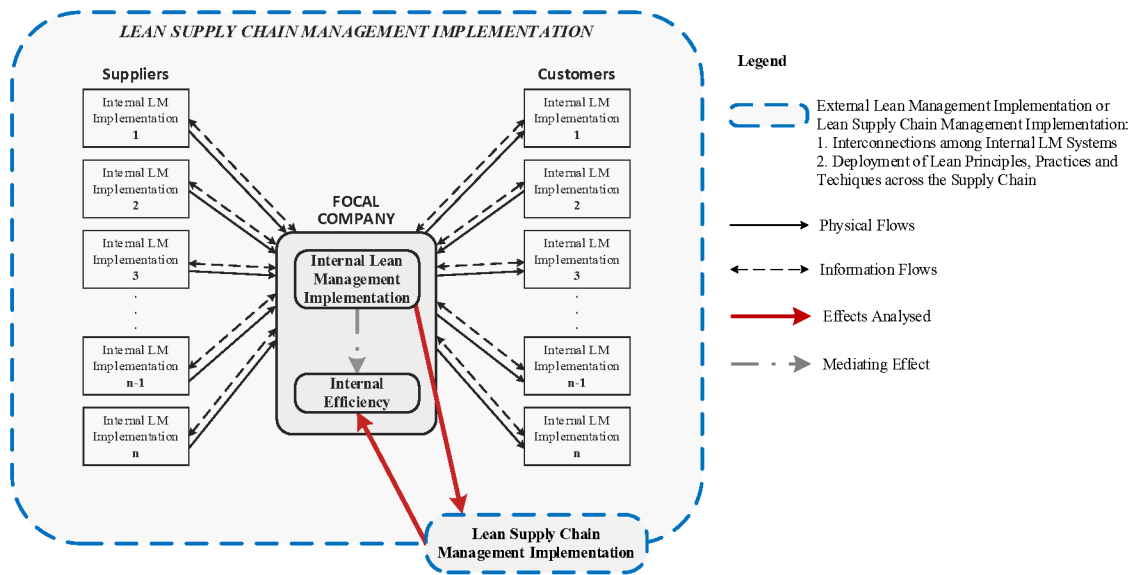 LEAN SUPPLY CHAIN MANAGEMENT IMPLEMENTATION
Suppliers
Internal LM
Implementation
1
Internal LM
Implementation
2
Internal LM
Implementation
3
.
.
.
Internal LM
Implementation
n-1
Internal LM
Implementation
n
FOCAL
COMPANY
Internal Lean
Management
Implementation
Internal
Efficiency
Customers
Internal LM
Implementation
1
Internal LM
Implementation
2
Internal LM
Implementation
3
.
.
.
Internal LM
Implementation
n-1
Internal LM
Implementation
n
Lean Supply Chain
Management Implementation
Legend
External Lean Management Implementation or
Lean Supply Chain Management Implementation:
1. Interconnections among Internal LM Systems
2. Deployment of Lean Principles, Practices and
Techiques across the Supply Chain
Physical Flows
Information Flows
Effects Analysed
Mediating Effect